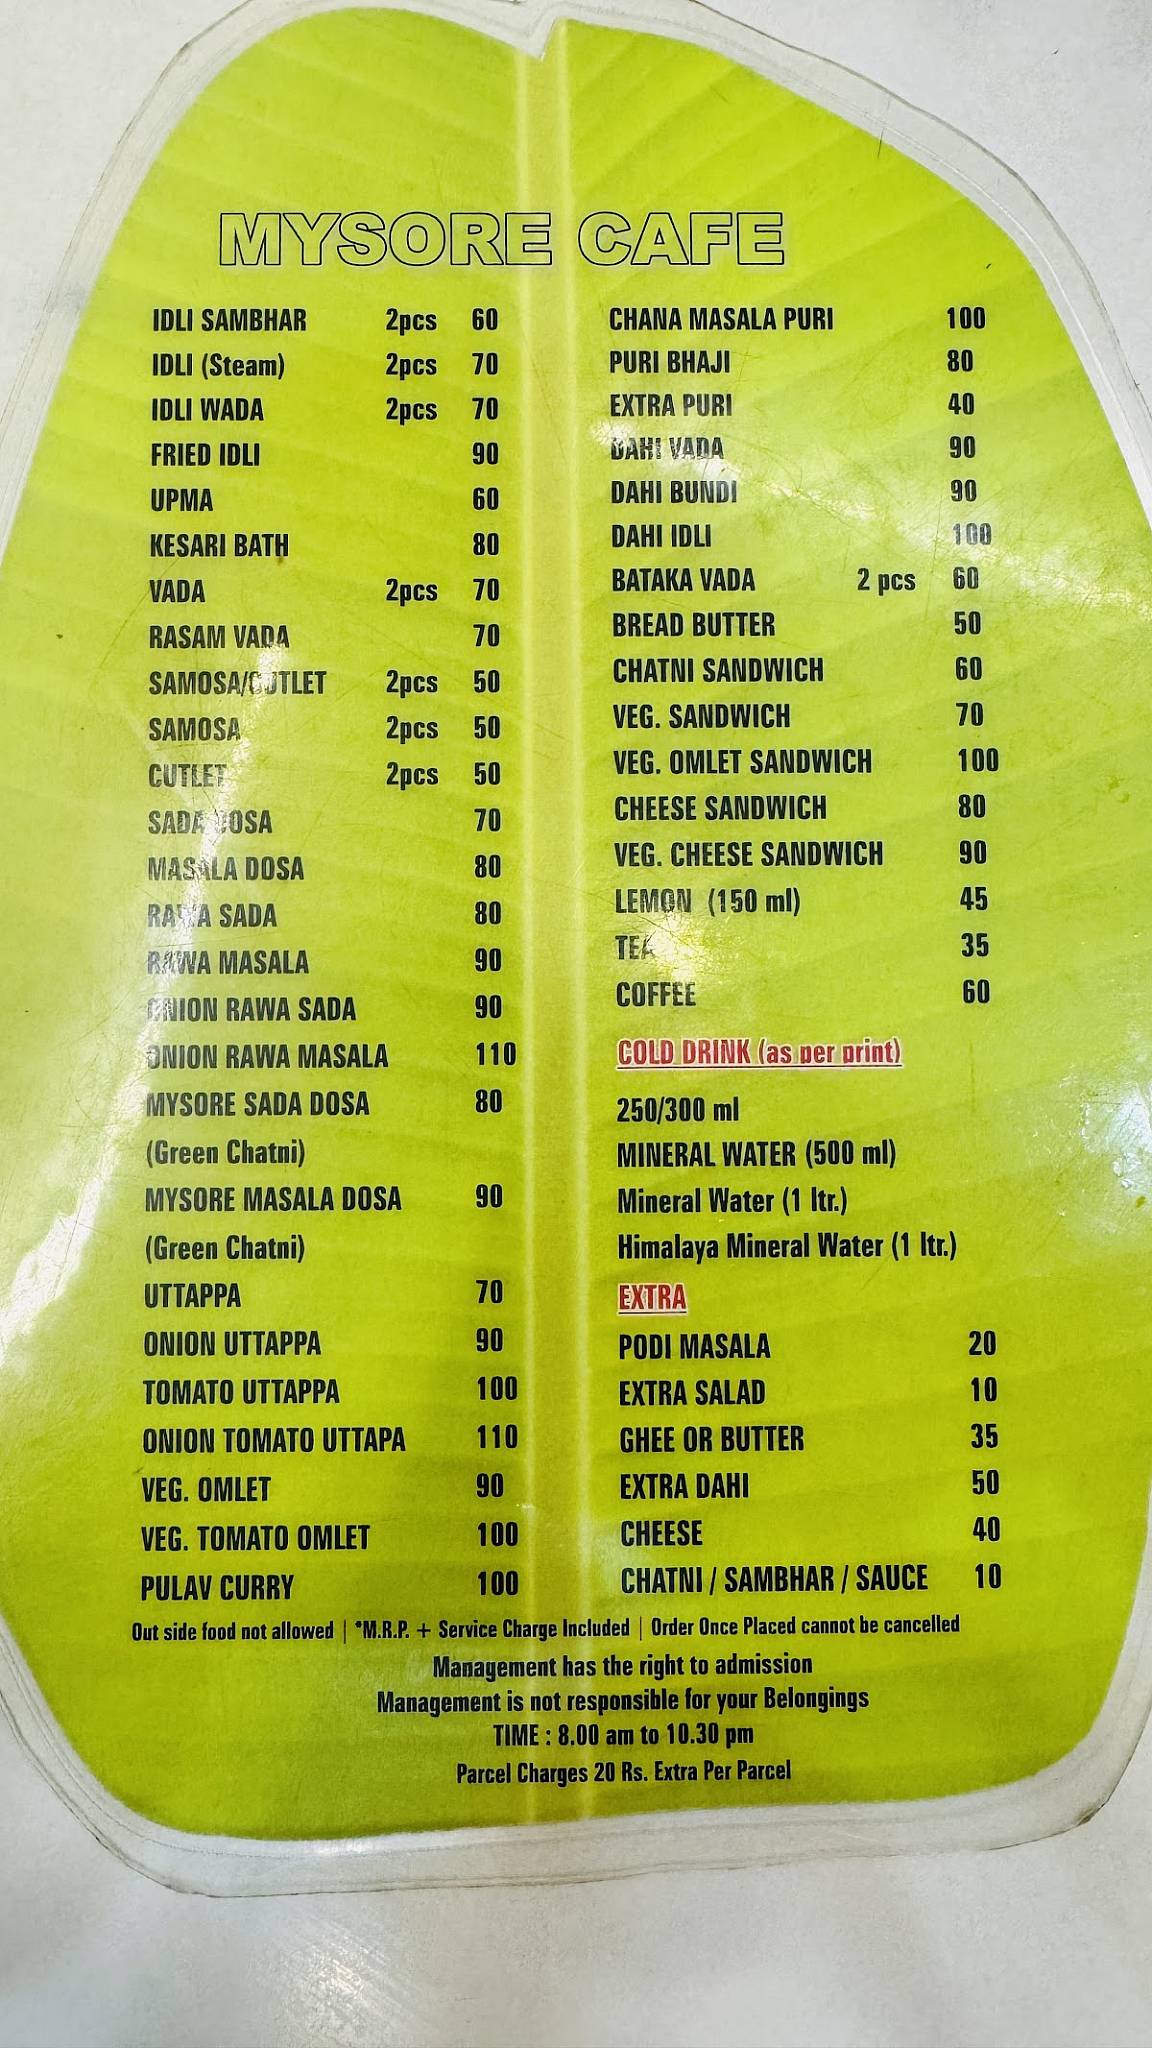 MYSORE CAFE
IDLI SAMBHAR 2pcs 60
IDLI (Steam) 2pcs 70
IDLI WADA 2pcs 70
FRIED IDLI 90
UPMA 60
KESARI BATH 80
VADA 2pcs 70
RASAM VADA 70
SAMOSA/CUTLET 2pcs 50
SAMOSA 2pcs 50
CUTLET 2pcs 50
SADA DOSA 70
MASALA DOSA 80
RAWA SADA 80
RAWA MASALA 90
ONION RAWA SADA 90
ONION RAWA MASALA 110
MYSORE SADA DOSA 80
(Green Chatni)
MYSORE MASALA DOSA 90
(Green Chatni)
UTTAPPA 70
ONION UTTAPPA 90
TOMATO UTTAPPA 100
ONION TOMATO UTTAPA 110
VEG. OMLET 90
VEG. TOMATO OMLET 100
PULAV CURRY 100
CHANA MASALA PURI 100
PURI BHAJI 80
EXTRA PURI 40
DAHI VADA 90
DAHI BUNDI 90
DAHI IDLI 100
BATAKA VADA 2 pcs 60
BREAD BUTTER 50
CHATNI SANDWICH 60
VEG. SANDWICH 70
VEG. OMLET SANDWICH 100
CHEESE SANDWICH 80
VEG. CHEESE SANDWICH 90
LEMON (150 ml) 45
TEA 35
COFFEE 60
COLD DRINK (as per print)
250/300 ml
MINERAL WATER (500 ml)
Mineral Water (1 ltr.)
Himalaya Mineral Water (1 ltr.)
EXTRA
PODI MASALA 20
EXTRA SALAD 10
GHEE OR BUTTER 35
EXTRA DAHI 50
CHEESE 40
CHATNI / SAMBHAR / SAUCE 10
Out side food not allowed | *M.R.P. + Service Charge Included | Order Once Placed cannot be cancelled
Management has the right to admission
Management is not responsible for your Belongings
TIME : 8.00 am to 10.30 pm
Parcel Charges 20 Rs. Extra Per Parcel